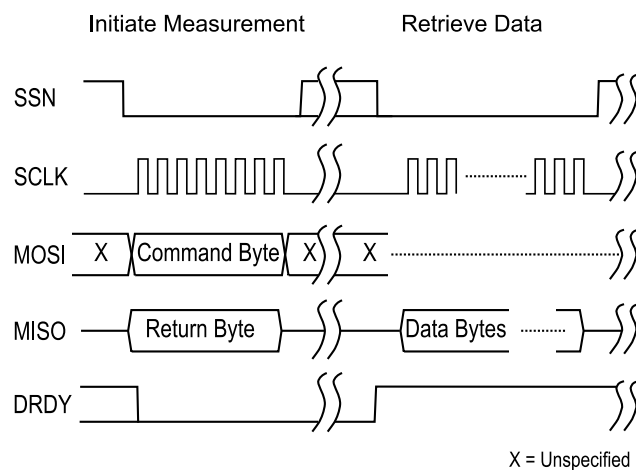 Initiate Measurement
Retrieve Data
SSN
SCLK
MOSI X Command Byte X X
MISO Return Byte Data Bytes
DRDY
X = Unspecified